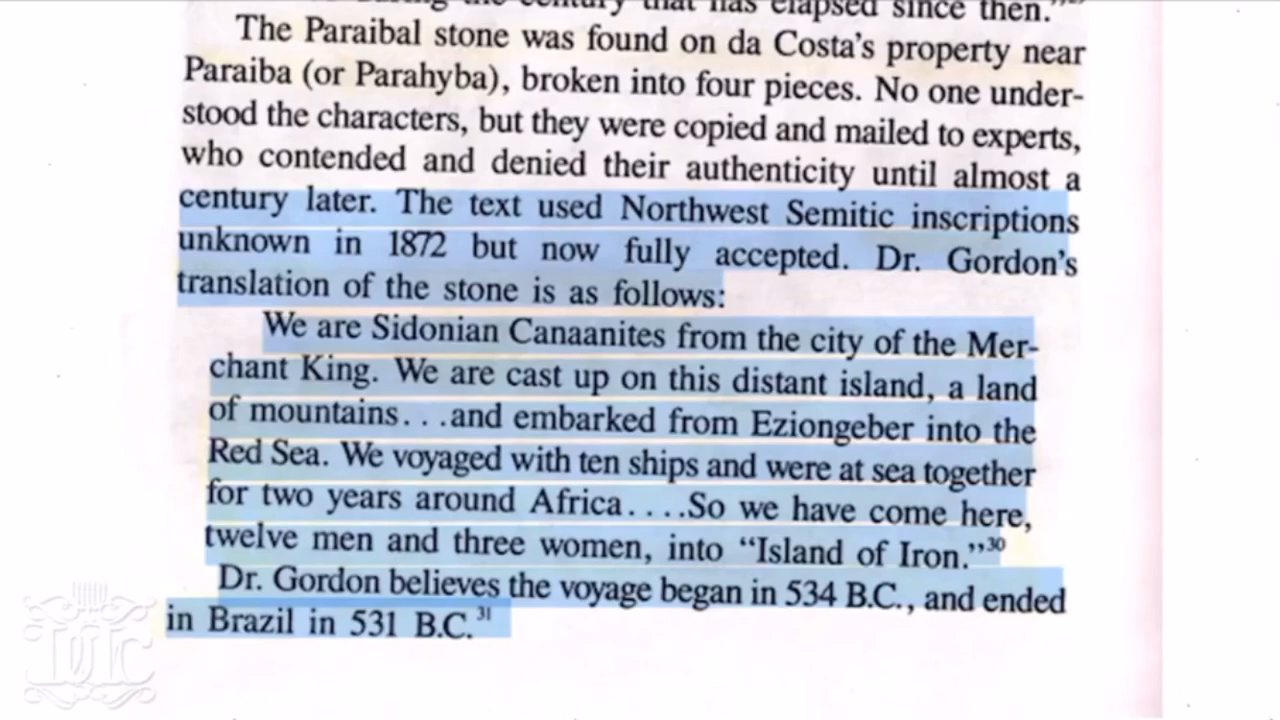 century that has elapsed since then."
The Paraibal stone was found on da Costa's property near
Paraiba (or Parahyba), broken into four pieces. No one under-
stood the characters, but they were copied and mailed to experts,
who contended and denied their authenticity until almost a
century later. The text used Northwest Semitic inscriptions
unknown in 1872 but now fully accepted. Dr. Gordon's
translation of the stone is as follows:
We are Sidonian Canaanites from the city of the Mer-
chant King. We are cast up on this distant island, a land
of mountains. . .and embarked from Eziongeber into the
Red Sea. We voyaged with ten ships and were at sea together
for two years around Africa. . . .So we have come here,
twelve men and three women, into "Island of Iron."30
Dr. Gordon believes the voyage began in 534 B.C., and ended
in Brazil in 531 B.C.31